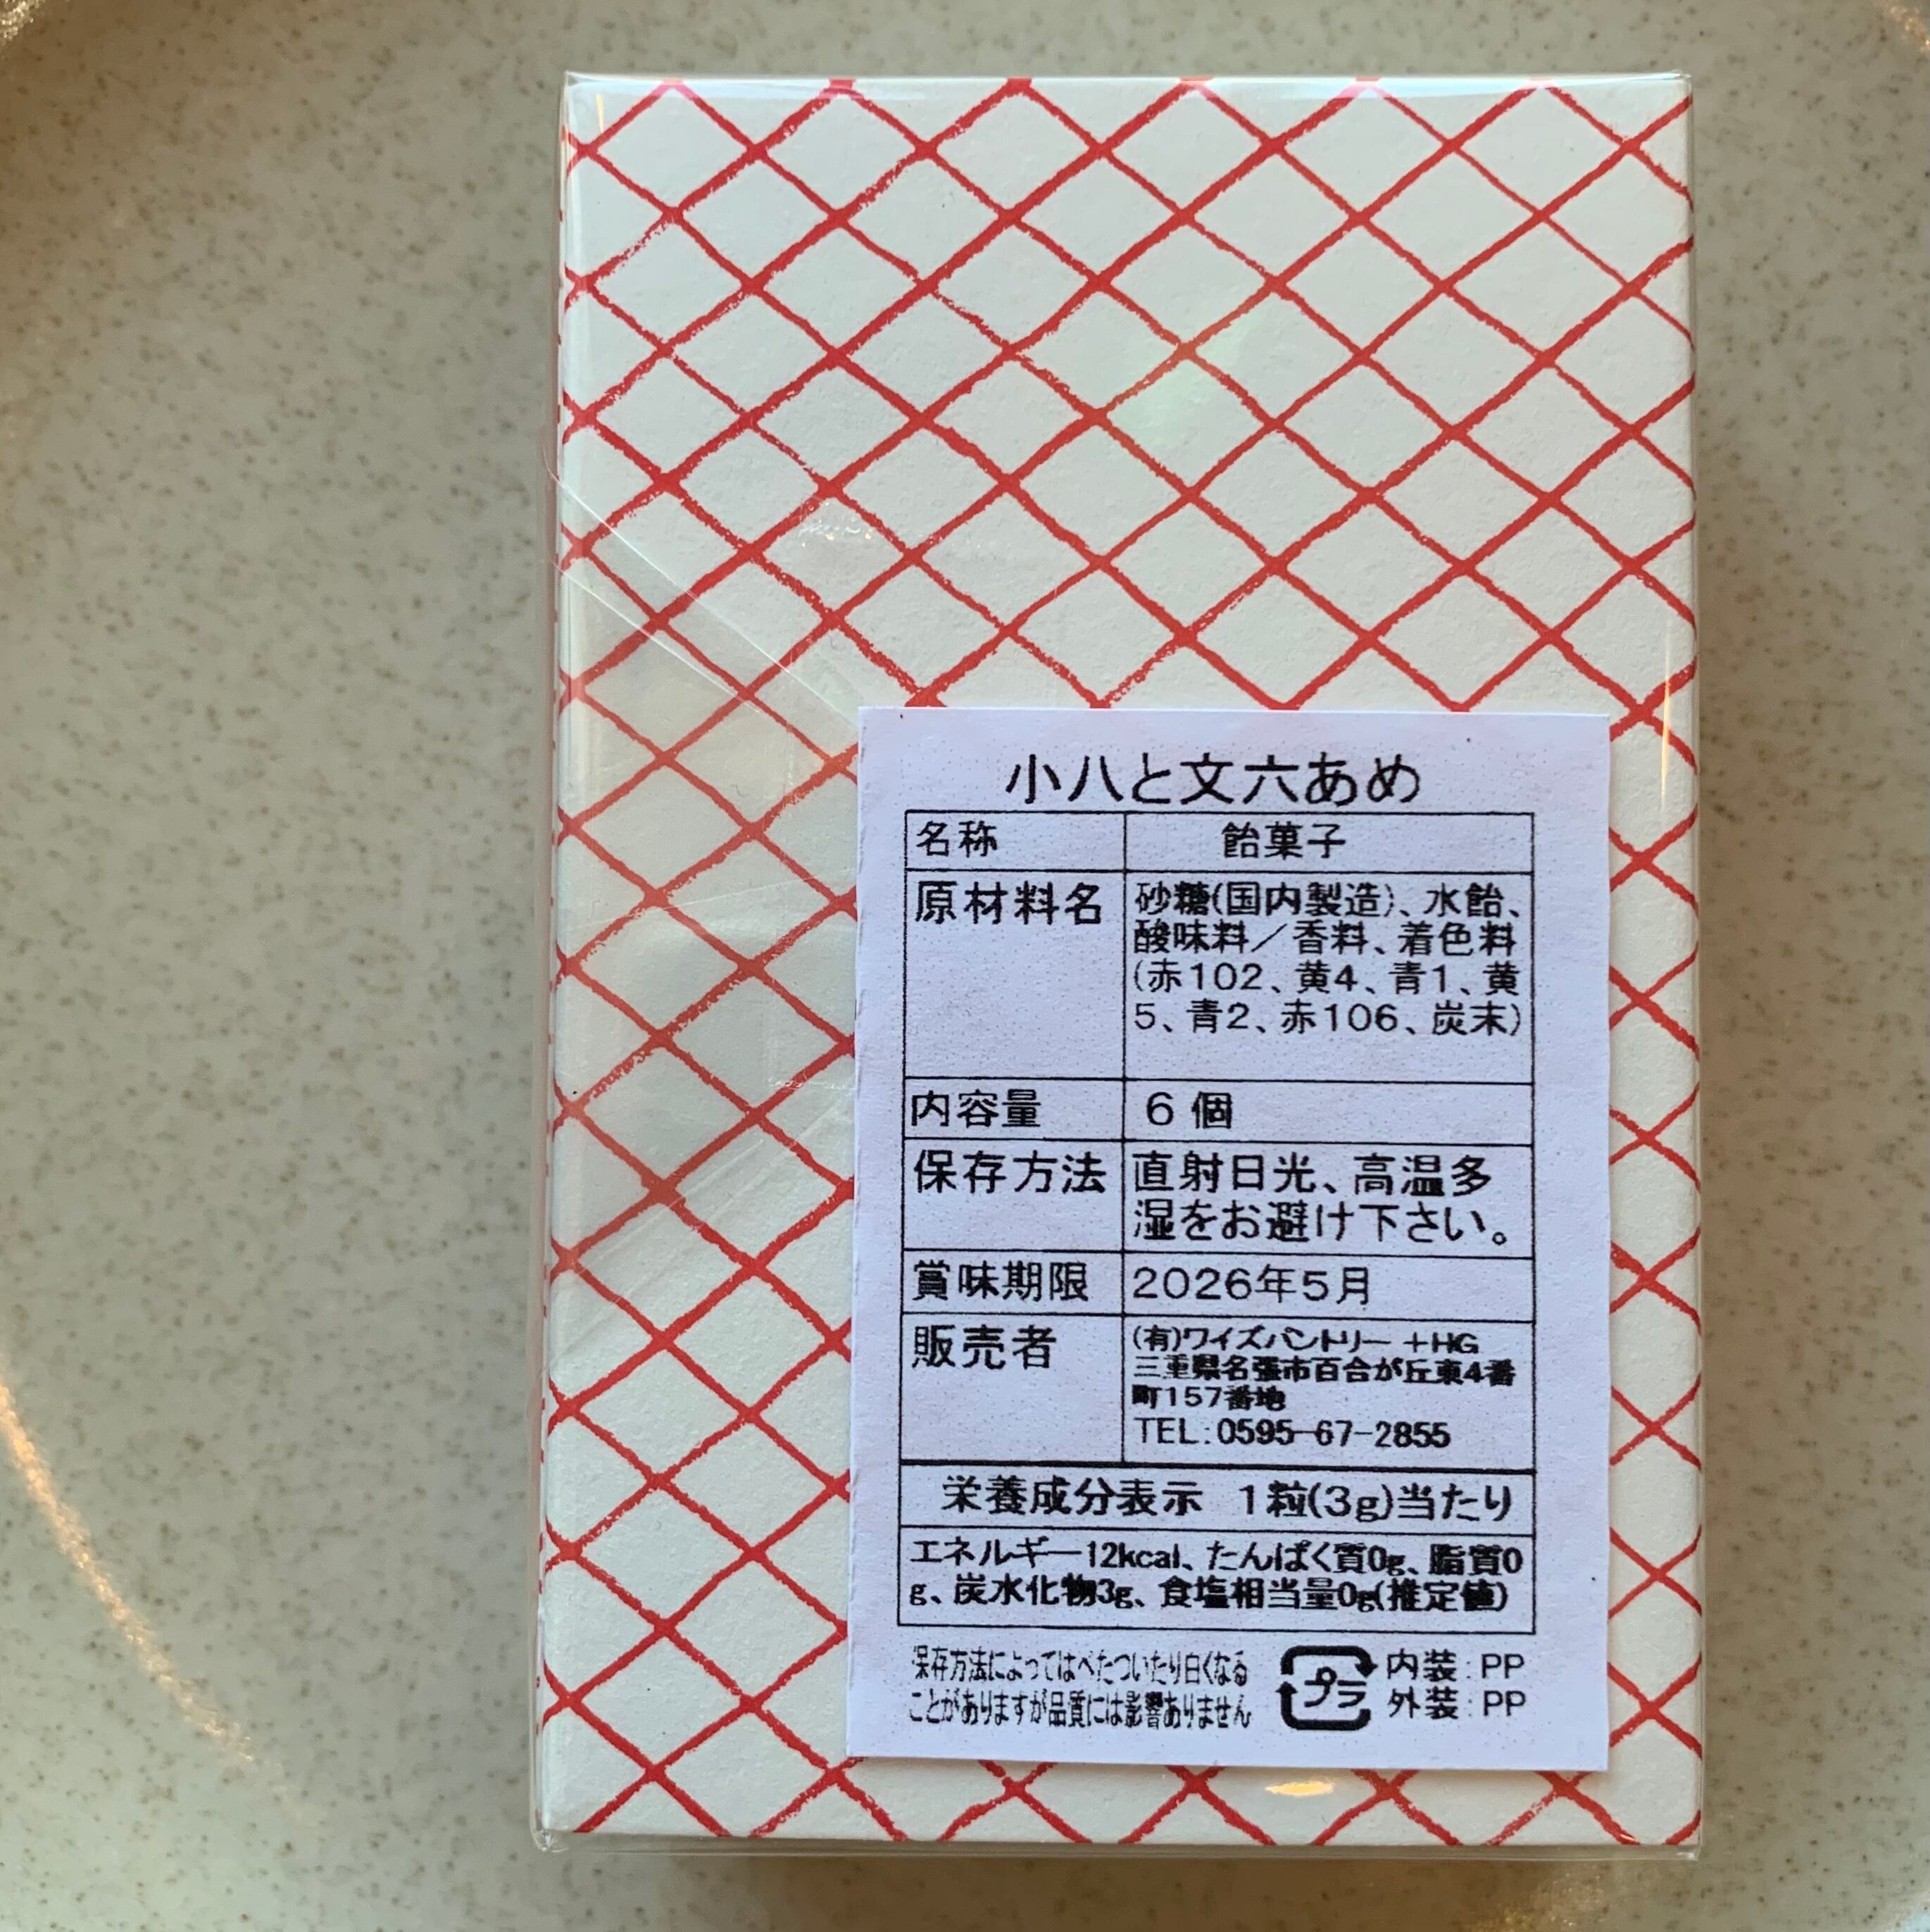 小八と文六あめ
名称 飴菓子
原材料名 砂糖(国内製造)、水飴、
酸味料／香料、着色料
(赤102、黄4、青1、黄
5、青2、赤106、炭末)
内容量 6 個
保存方法 直射日光、高温多
湿をお避け下さい。
賞味期限 2026年5月
販売者 (有)ワイズパントリー ＋HG
三重県名張市百合が丘東4番
町157番地
TEL:0595-67-2855
栄養成分表示 1粒(3g)当たり
エネルギー12kcal、たんぱく質0g、脂質0
g、炭水化物3g、食塩相当量0g(推定値)
保存方法によってはべたついたり白くなる
ことがありますが品質には影響ありません
プラ
内装:PP
外装:PP